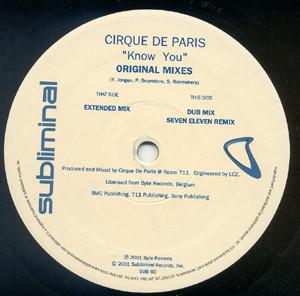 CIRQUE DE PARIS
"Know You"
ORIGINAL MIXES
(Y. Jongen, P. Bruyndonx, S. Raemakers)
THAT SIDE
EXTENDED MIX
THIS SIDE
DUB MIX
SEVEN ELEVEN REMIX
subliminal
Produced and Mixed by Cirque De Paris @ Room 711. Engineered by LCZ.
Licensed from Byte Records, Belgium
BMG Publishing, 711 Publishing, Sony Publishing
℗ 2001 Byte Records
© 2001 Subliminal Records, Inc.
SUB 60